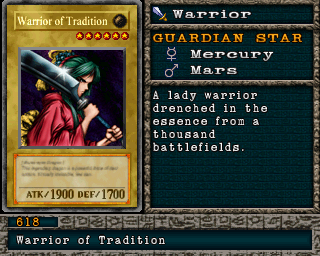 Warrior of Tradition
ATK/1900 DEF/1700
Warrior
GUARDIAN STAR
Mercury
Mars
A lady warrior
drenched in the
essence from a
thousand
battlefields.
618
Warrior of Tradition